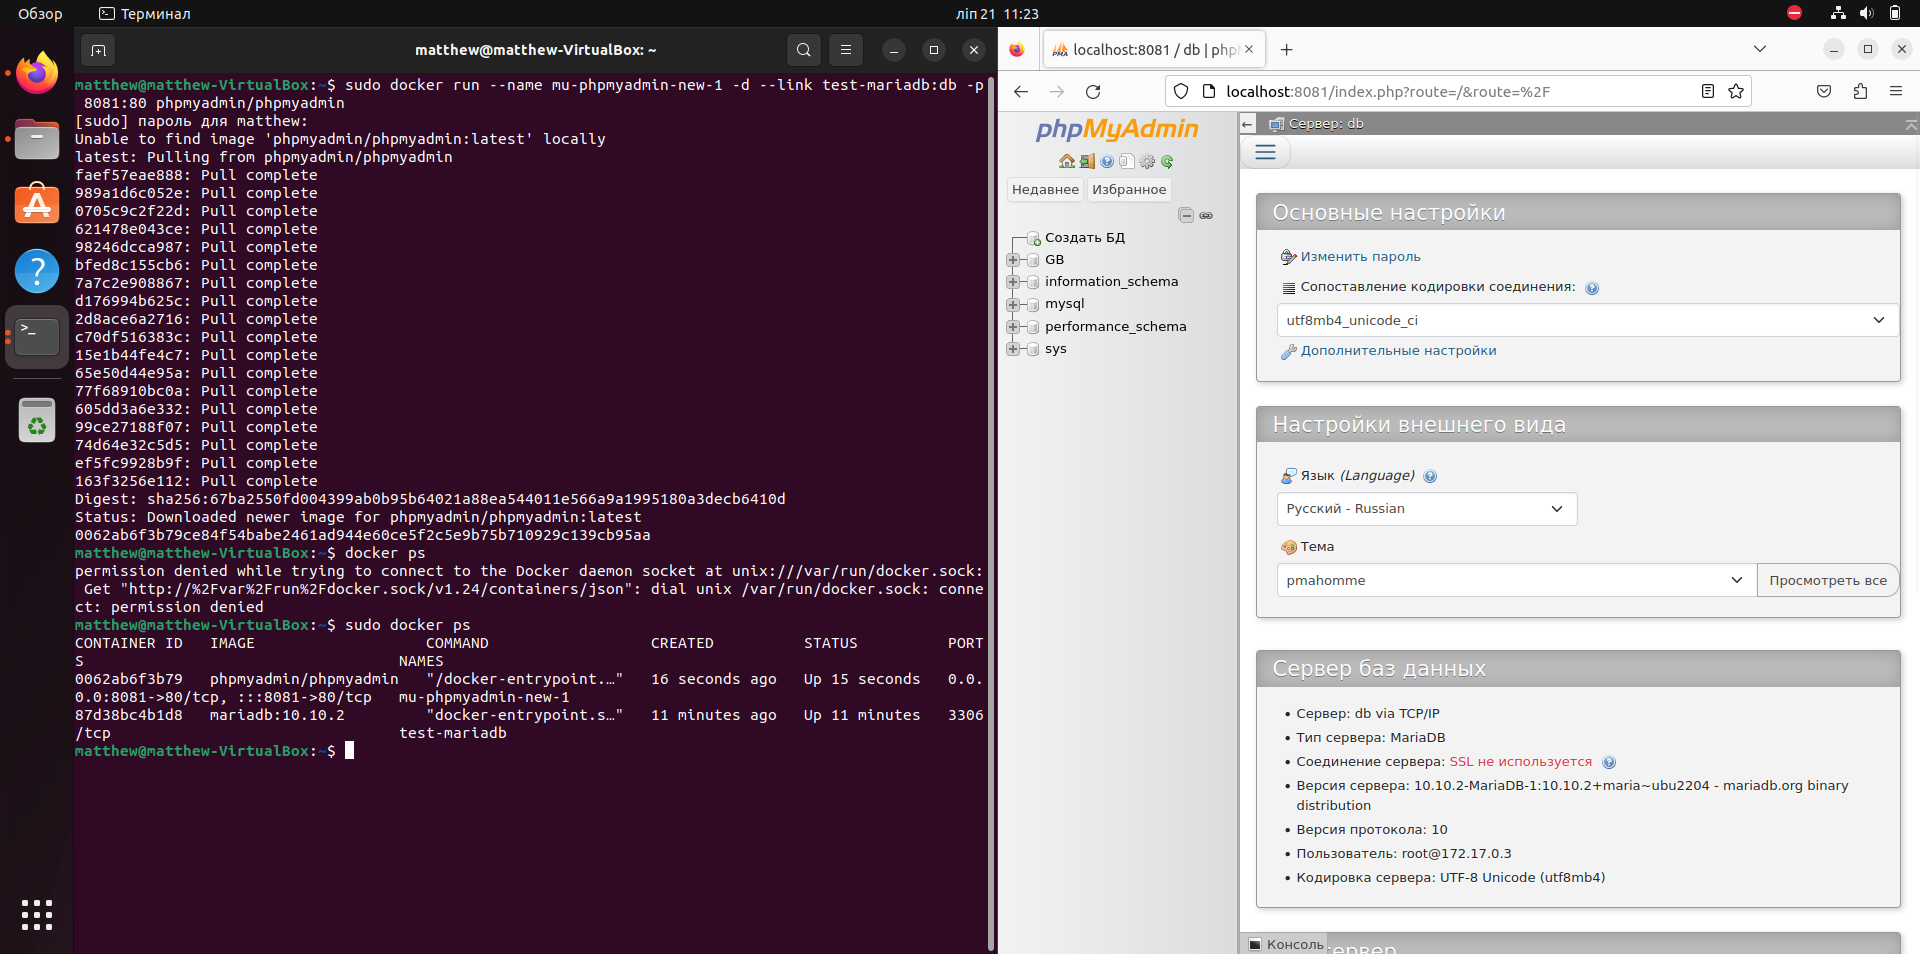 Обзор
Терминал
ліп 21 11:23
matthew@matthew-VirtualBox: ~
matthew@matthew-VirtualBox:~$ sudo docker run --name mu-phpmyadmin-new-1 -d --link test-mariadb:db -p
 8081:80 phpmyadmin/phpmyadmin
[sudo] пароль для matthew:
Unable to find image 'phpmyadmin/phpmyadmin:latest' locally
latest: Pulling from phpmyadmin/phpmyadmin
faef57eae888: Pull complete
989a1d6c052e: Pull complete
0705c9c2f22d: Pull complete
621478e043ce: Pull complete
98246dcca987: Pull complete
bfed8c155cb6: Pull complete
7a7c2e908867: Pull complete
d176994b625c: Pull complete
2d8ace6a2716: Pull complete
c70df516383c: Pull complete
15e1b44fe4c7: Pull complete
65e50d44e95a: Pull complete
77f68910bc0a: Pull complete
605dd3a6e332: Pull complete
99ce27188f07: Pull complete
74d64e32c5d5: Pull complete
ef5fc9928b9f: Pull complete
163f3256e112: Pull complete
Digest: sha256:67ba2550fd004399ab0b95b64021a88ea544011e566a9a1995180a3decb6410d
Status: Downloaded newer image for phpmyadmin/phpmyadmin:latest
0062ab6f3b79ce84f54babe2461ad944e60ce5f2c5e9b75b710929c139cb95aa
matthew@matthew-VirtualBox:~$ docker ps
permission denied while trying to connect to the Docker daemon socket at unix:///var/run/docker.sock:
 Get "http://%2Fvar%2Frun%2Fdocker.sock/v1.24/containers/json": dial unix /var/run/docker.sock: conne
ct: permission denied
matthew@matthew-VirtualBox:~$ sudo docker ps
CONTAINER ID   IMAGE                   COMMAND                  CREATED          STATUS          PORT
S                                   NAMES
0062ab6f3b79   phpmyadmin/phpmyadmin   "/docker-entrypoint.…"   16 seconds ago   Up 15 seconds   0.0.
0.0:8081->80/tcp, :::8081->80/tcp   mu-phpmyadmin-new-1
87d38bc4b1d8   mariadb:10.10.2         "docker-entrypoint.s…"   11 minutes ago   Up 11 minutes   3306
/tcp                                test-mariadb
matthew@matthew-VirtualBox:~$
localhost:8081 / db | phpM
localhost:8081/index.php?route=/&route=%2F
phpMyAdmin
Недавнее
Избранное
Создать БД
GB
information_schema
mysql
performance_schema
sys
Сервер: db
Основные настройки
Изменить пароль
Сопоставление кодировки соединения:
utf8mb4_unicode_ci
Дополнительные настройки
Настройки внешнего вида
Язык (Language)
Русский - Russian
Тема
pmahomme
Просмотреть все
Сервер баз данных
• Сервер: db via TCP/IP
• Тип сервера: MariaDB
• Соединение сервера: SSL не используется
• Версия сервера: 10.10.2-MariaDB-1:10.10.2+maria~ubu2204 - mariadb.org binary
distribution
• Версия протокола: 10
• Пользователь: root@172.17.0.3
• Кодировка сервера: UTF-8 Unicode (utf8mb4)
Консоль